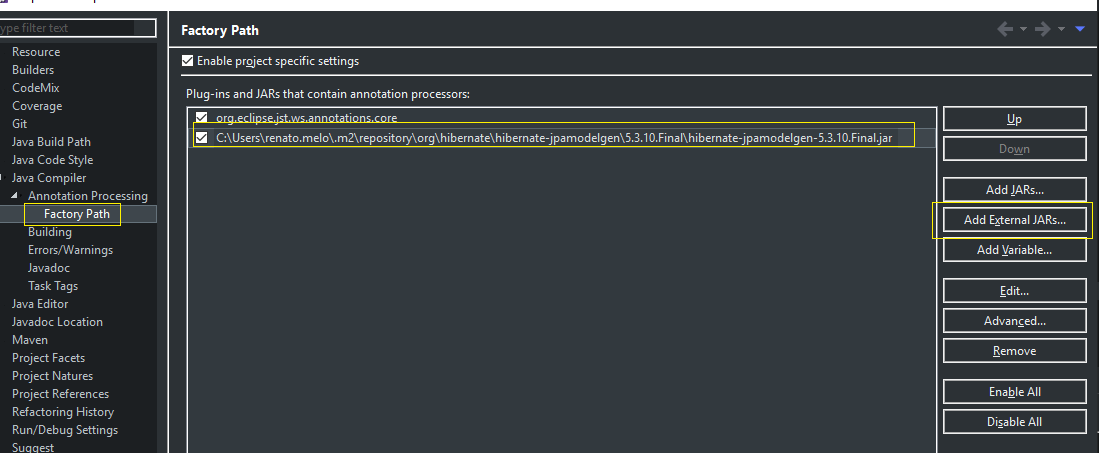 type filter text
Factory Path
Enable project specific settings
Resource
Builders
CodeMix
Coverage
Git
Java Build Path
Java Code Style
Java Compiler
Annotation Processing
Factory Path
Building
Errors/Warnings
Javadoc
Task Tags
Java Editor
Javadoc Location
Maven
Project Facets
Project Natures
Project References
Refactoring History
Run/Debug Settings
Suggest
Plug-ins and JARs that contain annotation processors:
org.eclipse.jst.ws.annotations.core
C:\Users\renato.melo\.m2\repository\org\hibernate\hibernate-jpamodelgen\5.3.10.Final\hibernate-jpamodelgen-5.3.10.Final.jar
Up
Down
Add JARs...
Add External JARs...
Add Variable...
Edit...
Advanced...
Remove
Enable All
Disable All